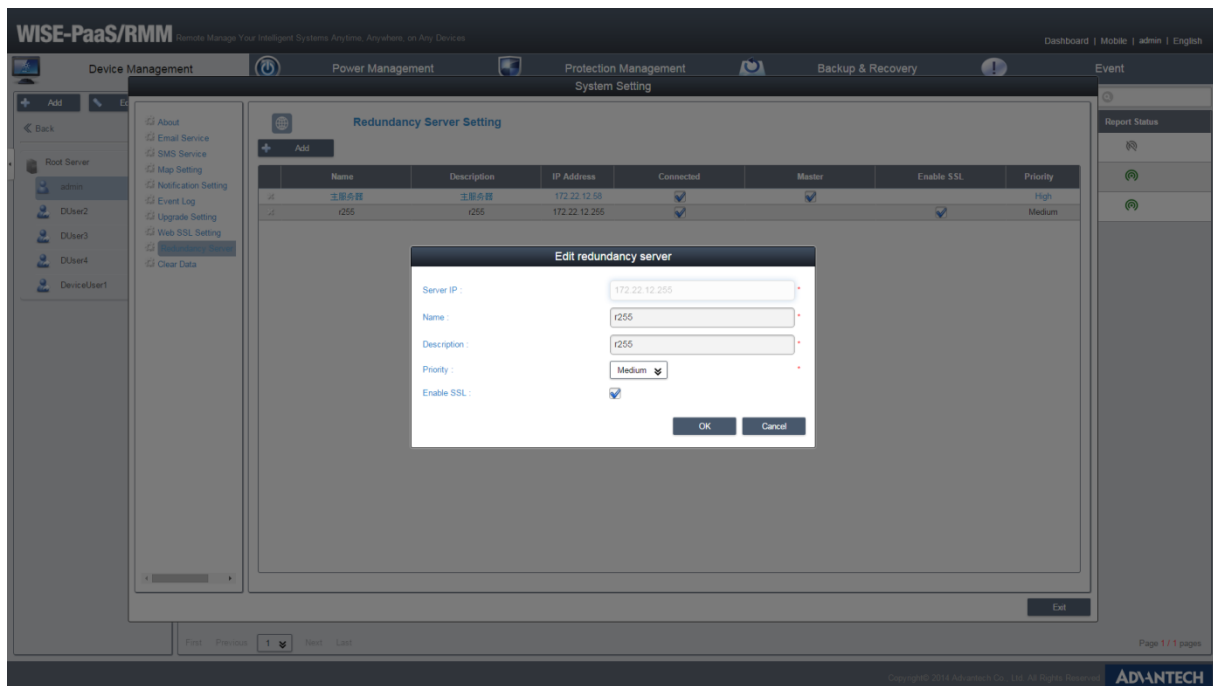 WISE-PaaS/RMM Remote Manage Your Intelligent Systems Anytime, Anywhere, on Any Devices
Dashboard | Mobile | admin | English
Device Management
Power Management
Protection Management
Backup & Recovery
Event
System Setting
Add
Back
Root Server
admin
DUser2
DUser3
DUser4
DeviceUser1
About
Email Service
SMS Service
Map Setting
Notification Setting
Event Log
Upgrade Setting
Web SSL Setting
Redundancy Server
Clear Data
Redundancy Server Setting
Add
Name Description IP Address Connected Master Enable SSL Priority
主服务器 主服务器 172.22.12.58 High
r255 r255 172.22.12.255 Medium
Report Status
Edit redundancy server
Server IP : 172.22.12.255 *
Name : r255 *
Description : r255 *
Priority : Medium *
Enable SSL :
OK Cancel
Exit
First Previous 1 Next Last
Page 1 / 1 pages
Copyright© 2014 Advantech Co., Ltd. All Rights Reserved
ADVANTECH